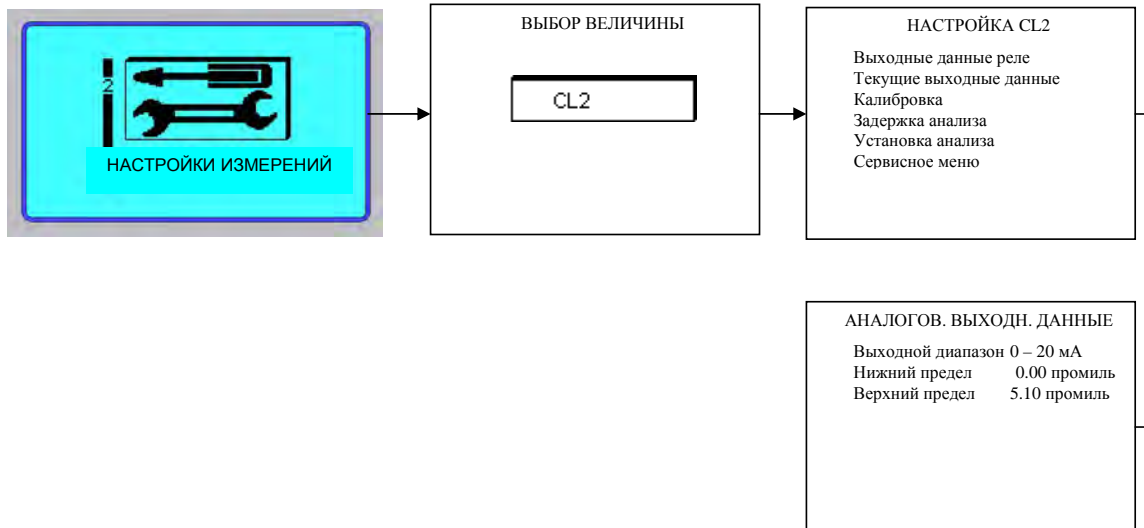 2
НАСТРОЙКИ ИЗМЕРЕНИЙ
ВЫБОР ВЕЛИЧИНЫ
CL2
НАСТРОЙКА CL2
Выходные данные реле
Текущие выходные данные
Калибровка
Задержка анализа
Установка анализа
Сервисное меню
АНАЛОГОВ. ВЫХОДН. ДАННЫЕ
Выходной диапазон 0 – 20 мА
Нижний предел 0.00 промиль
Верхний предел 5.10 промиль